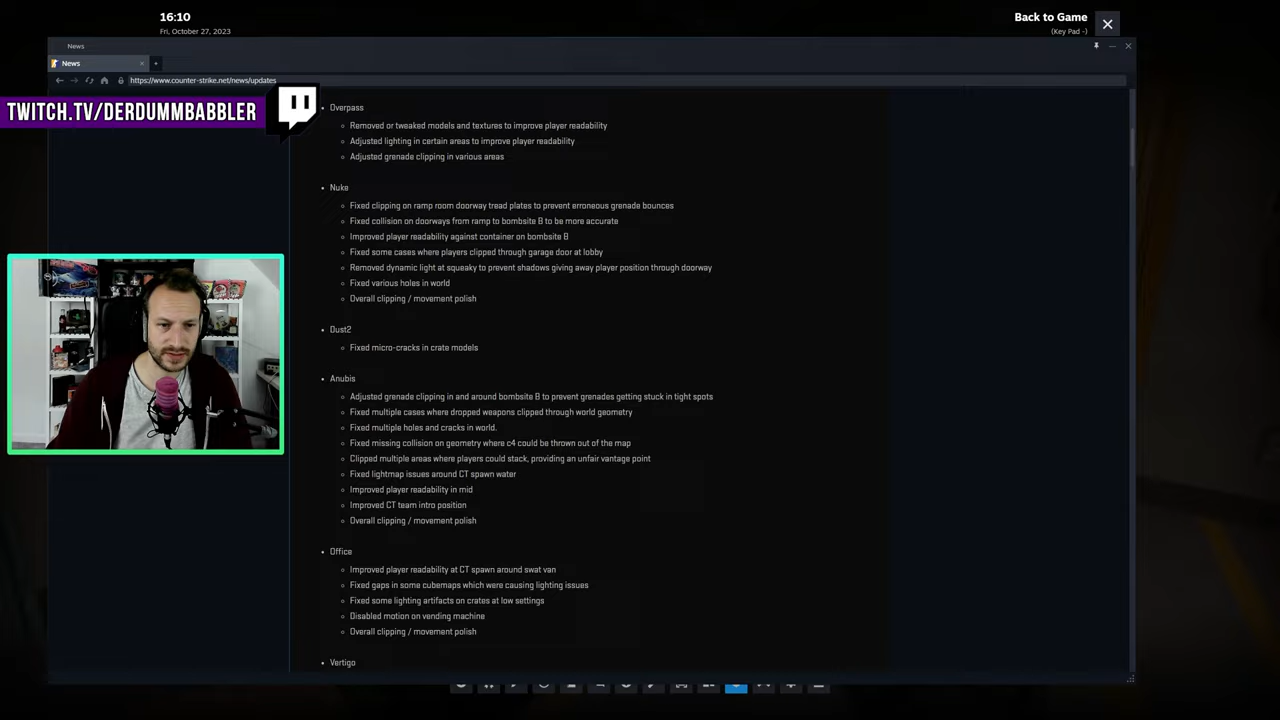 16:10
Fri, October 27, 2023
Back to Game
(Key Pad -)
News
News
https://www.counter-strike.net/news/updates
TWITCH.TV/DERDUMMBABBLER
Overpass
Removed or tweaked models and textures to improve player readability
Adjusted lighting in certain areas to improve player readability
Adjusted grenade clipping in various areas
Nuke
Fixed clipping on ramp room doorway tread plates to prevent erroneous grenade bounces
Fixed collision on doorways from ramp to bombsite B to be more accurate
Improved player readability against container on bombsite B
Fixed some cases where players clipped through garage door at lobby
Removed dynamic light at squeaky to prevent shadows giving away player position through doorway
Fixed various holes in world
Overall clipping / movement polish
Dust2
Fixed micro-cracks in crate models
Anubis
Adjusted grenade clipping in and around bombsite B to prevent grenades getting stuck in tight spots
Fixed multiple cases where dropped weapons clipped through world geometry
Fixed multiple holes and cracks in world.
Fixed missing collision on geometry where c4 could be thrown out of the map
Clipped multiple areas where players could stack, providing an unfair vantage point
Fixed lightmap issues around CT spawn water
Improved player readability in mid
Improved CT team intro position
Overall clipping / movement polish
Office
Improved player readability at CT spawn around swat van
Fixed gaps in some cubemaps which were causing lighting issues
Fixed some lighting artifacts on crates at low settings
Disabled motion on vending machine
Overall clipping / movement polish
Vertigo